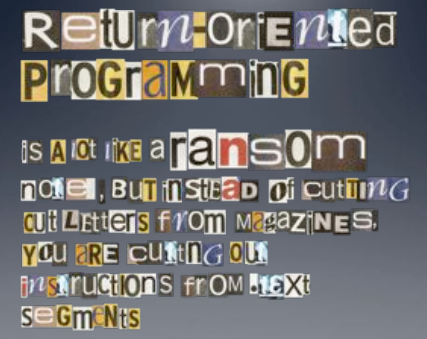 Return-oriented
Programming
is A lot like a ransom
note, but instead of cutting
cut letters from magazines,
You are cutting out
instructions from .text
segments